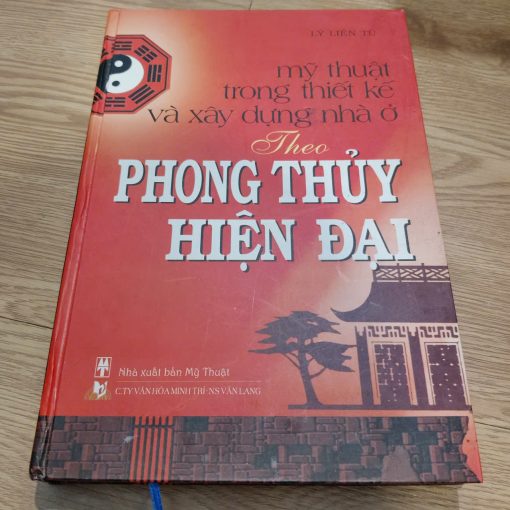 LÝ LIÊN TÚ
mỹ thuật
trong thiết kế
và xây dựng nhà ở
Theo
PHONG THỦY
HIỆN ĐẠI
Nhà xuất bản Mỹ Thuật
C.TY VĂN HÓA MINH TRÍ - NS VĂN LANG